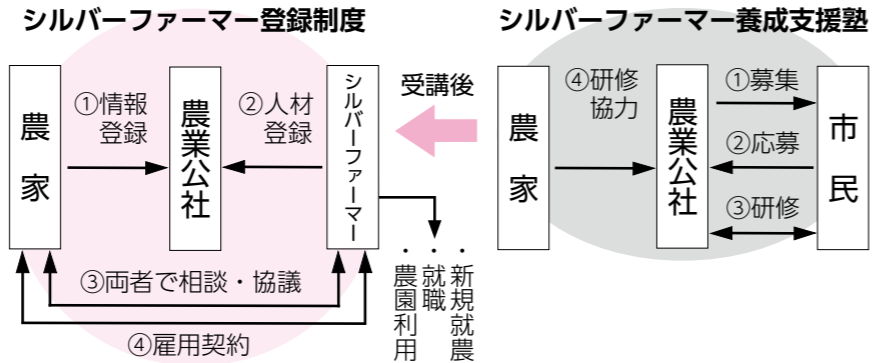 シルバーファーマー登録制度
農家
①情報
登録
農業公社
②人材
登録
シルバーファーマー
③両者で相談・協議
④雇用契約
・新規就農
・就職
・農園利用
受講後
シルバーファーマー養成支援塾
農家
④研修
協力
農業公社
①募集
②応募
③研修
市民